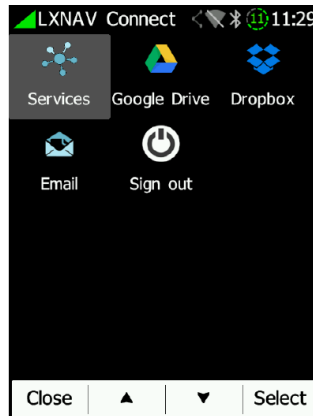 LXNAV Connect 11 11:29
Services Google Drive Dropbox
Email Sign out
Close Select